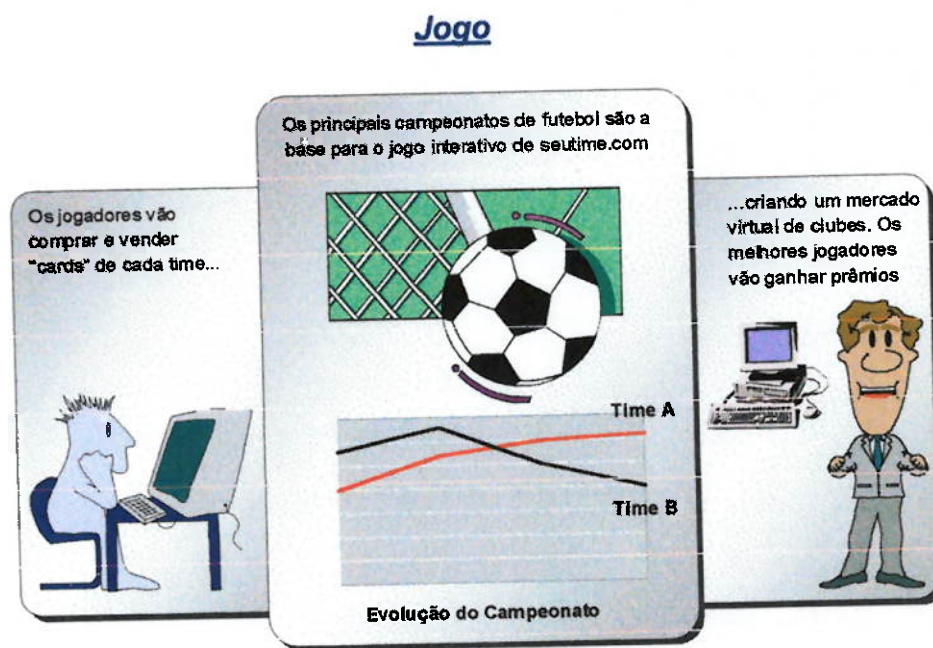 Jogo
Os principais campeonatos de futebol são a
base para o jogo interativo de seutime.com
Os jogadores vão
comprar e vender
"cards" de cada time...
...criando um mercado
virtual de clubes. Os
melhores jogadores
vão ganhar prêmios
Time A
Time B
Evolução do Campeonato